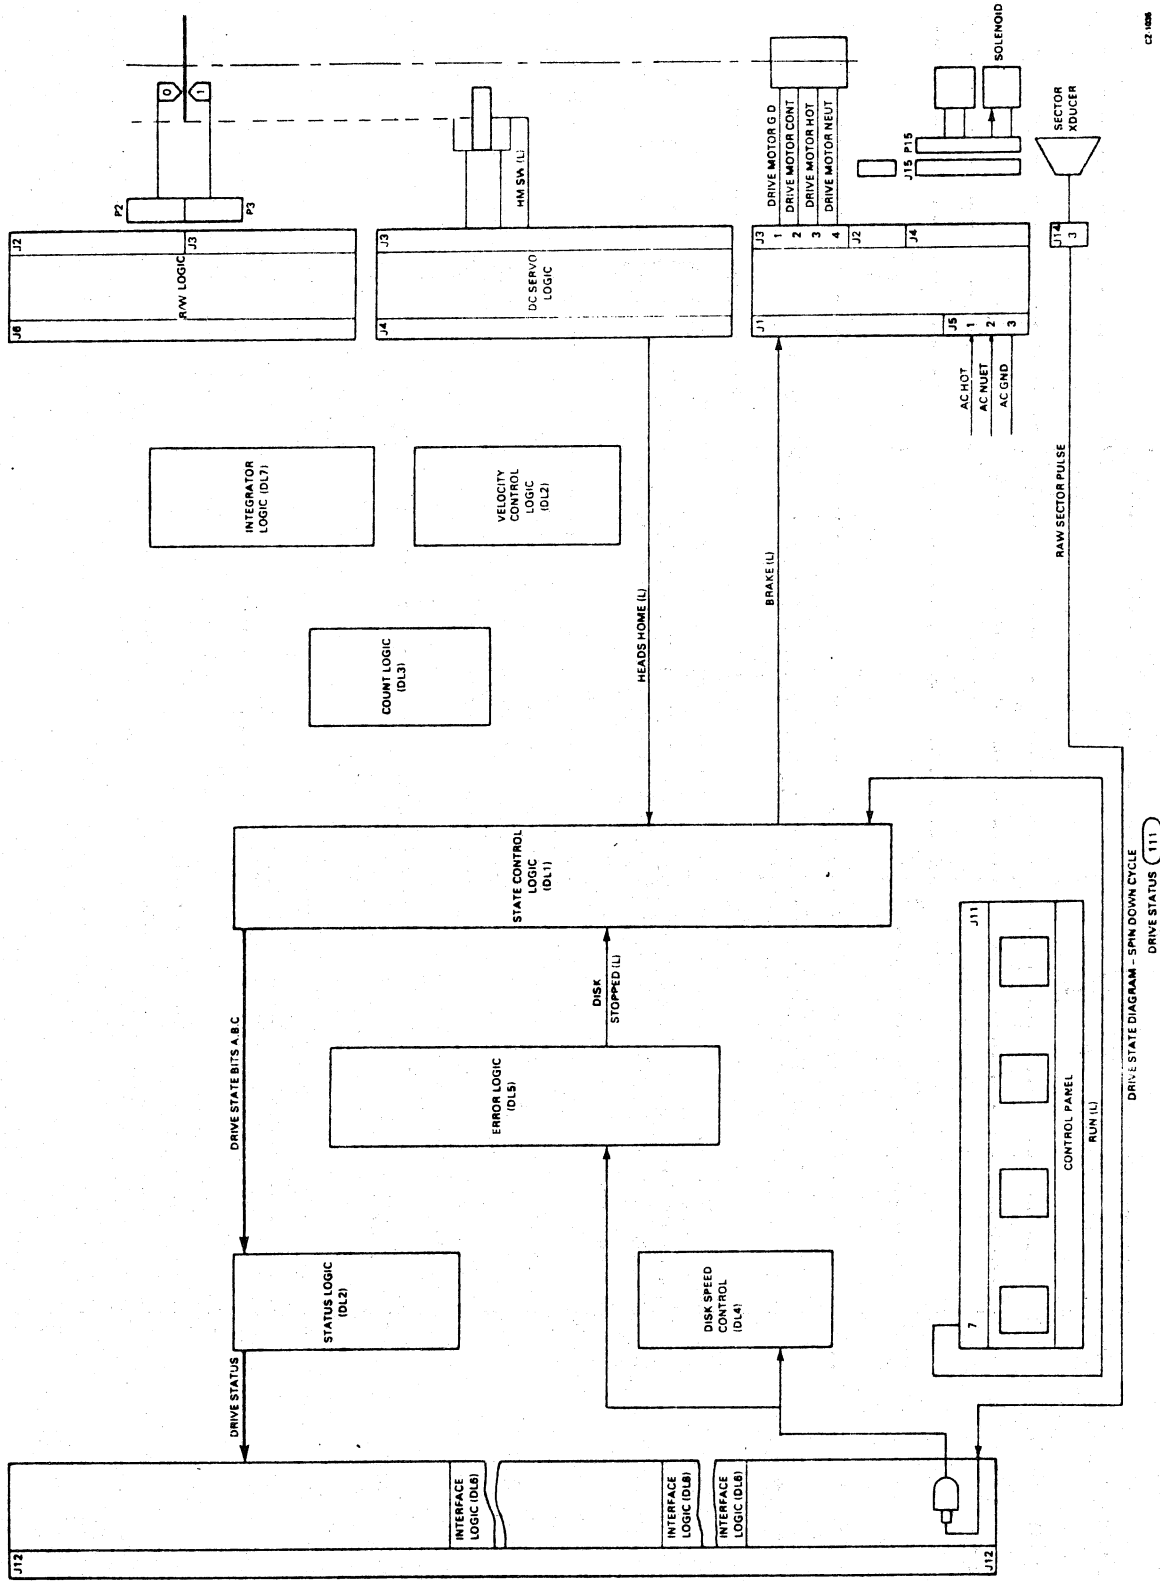 J12
J12
INTERFACE
LOGIC (DL6)
INTERFACE
LOGIC (DL8)
INTERFACE
LOGIC (DL6)
DRIVE STATUS
STATUS LOGIC
(DL2)
DISK SPEED
CONTROL
(DL4)
DRIVE STATE BITS A,B,C
ERROR LOGIC
(DL5)
DISK
STOPPED (L)
STATE CONTROL
LOGIC
(DL1)
7
J11
CONTROL PANEL
RUN (L)
COUNT LOGIC
(DL3)
INTEGRATOR
LOGIC (DL7)
VELOCITY
CONTROL
LOGIC
(DL2)
HEADS HOME (L)
BRAKE (L)
RAW SECTOR PULSE
J6
R/W LOGIC
J2
J3
P2
P3
0
1
J4
DC SERVO
LOGIC
J3
HM SW (L)
J1
J5
1
2
3
AC HOT
AC NUET
AC GND
J3
1
2
3
4
J2
J4
DRIVE MOTOR G D
DRIVE MOTOR CONT
DRIVE MOTOR HOT
DRIVE MOTOR NEUT
J15
P15
SOLENOID
J14
3
SECTOR
XDUCER
DRIVE STATE DIAGRAM – SPIN DOWN CYCLE
DRIVE STATUS 111
CZ-1036